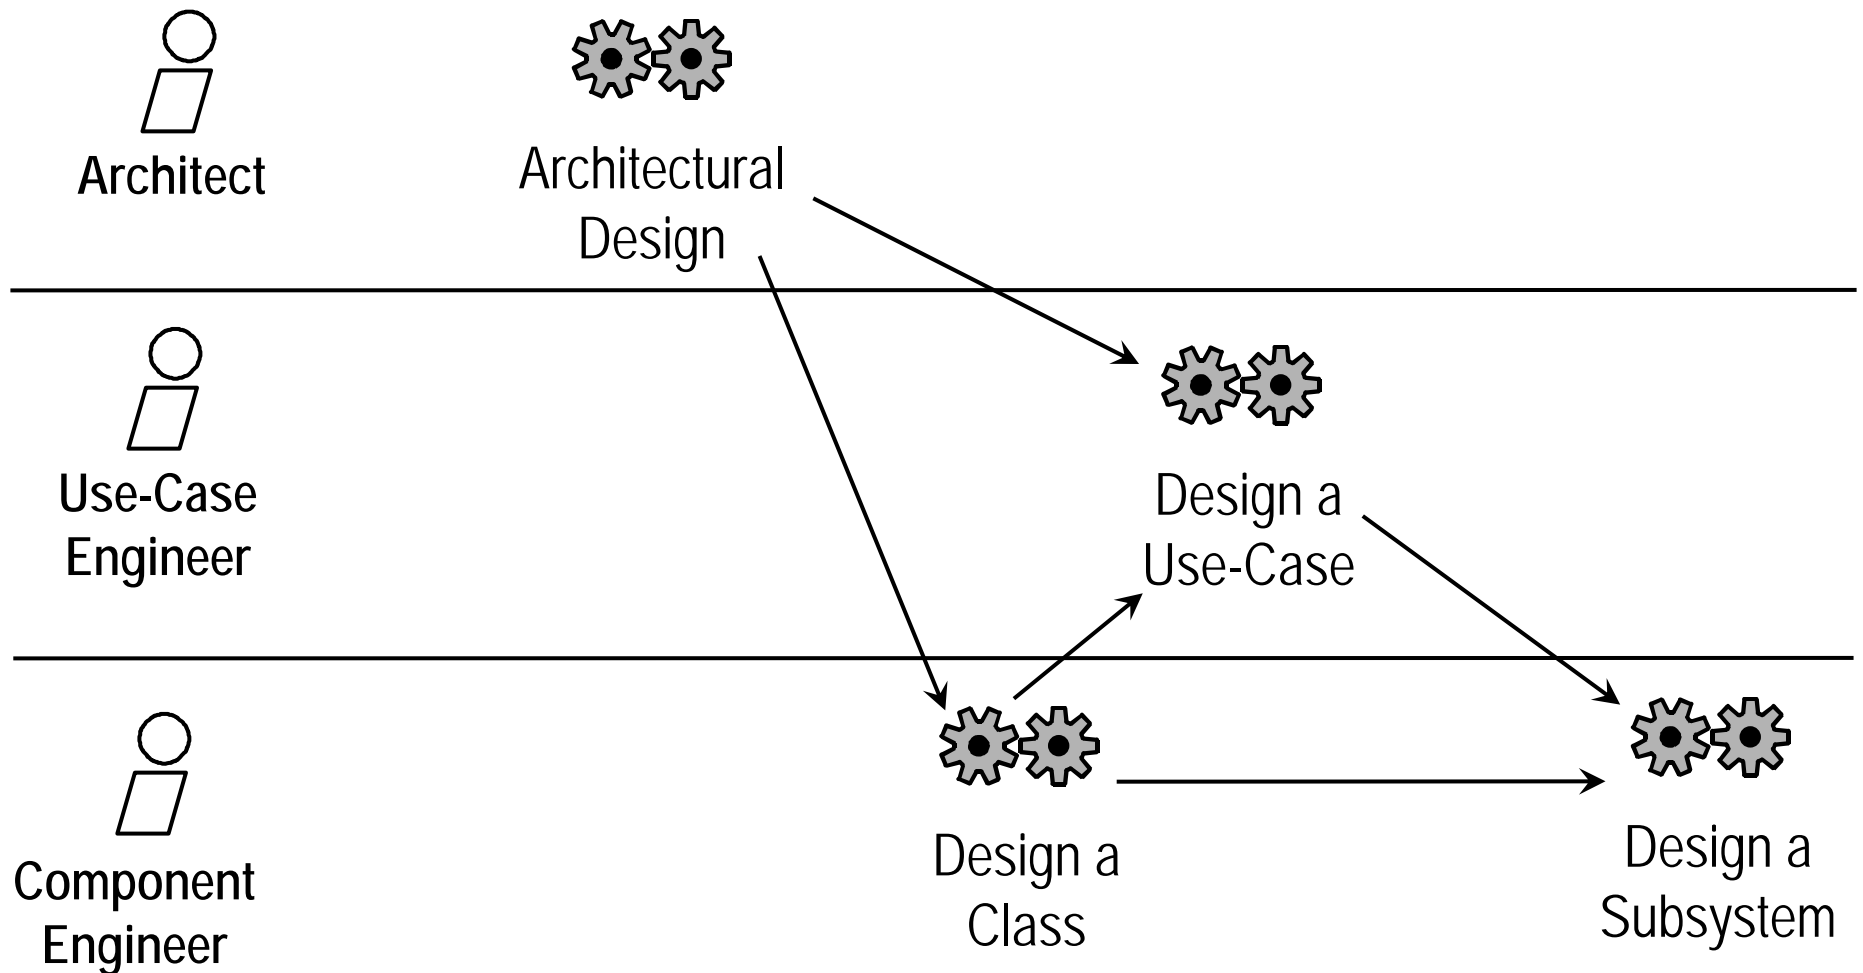 Architect
Architectural
Design
Use-Case
Engineer
Design a
Use-Case
Component
Engineer
Design a
Class
Design a
Subsystem